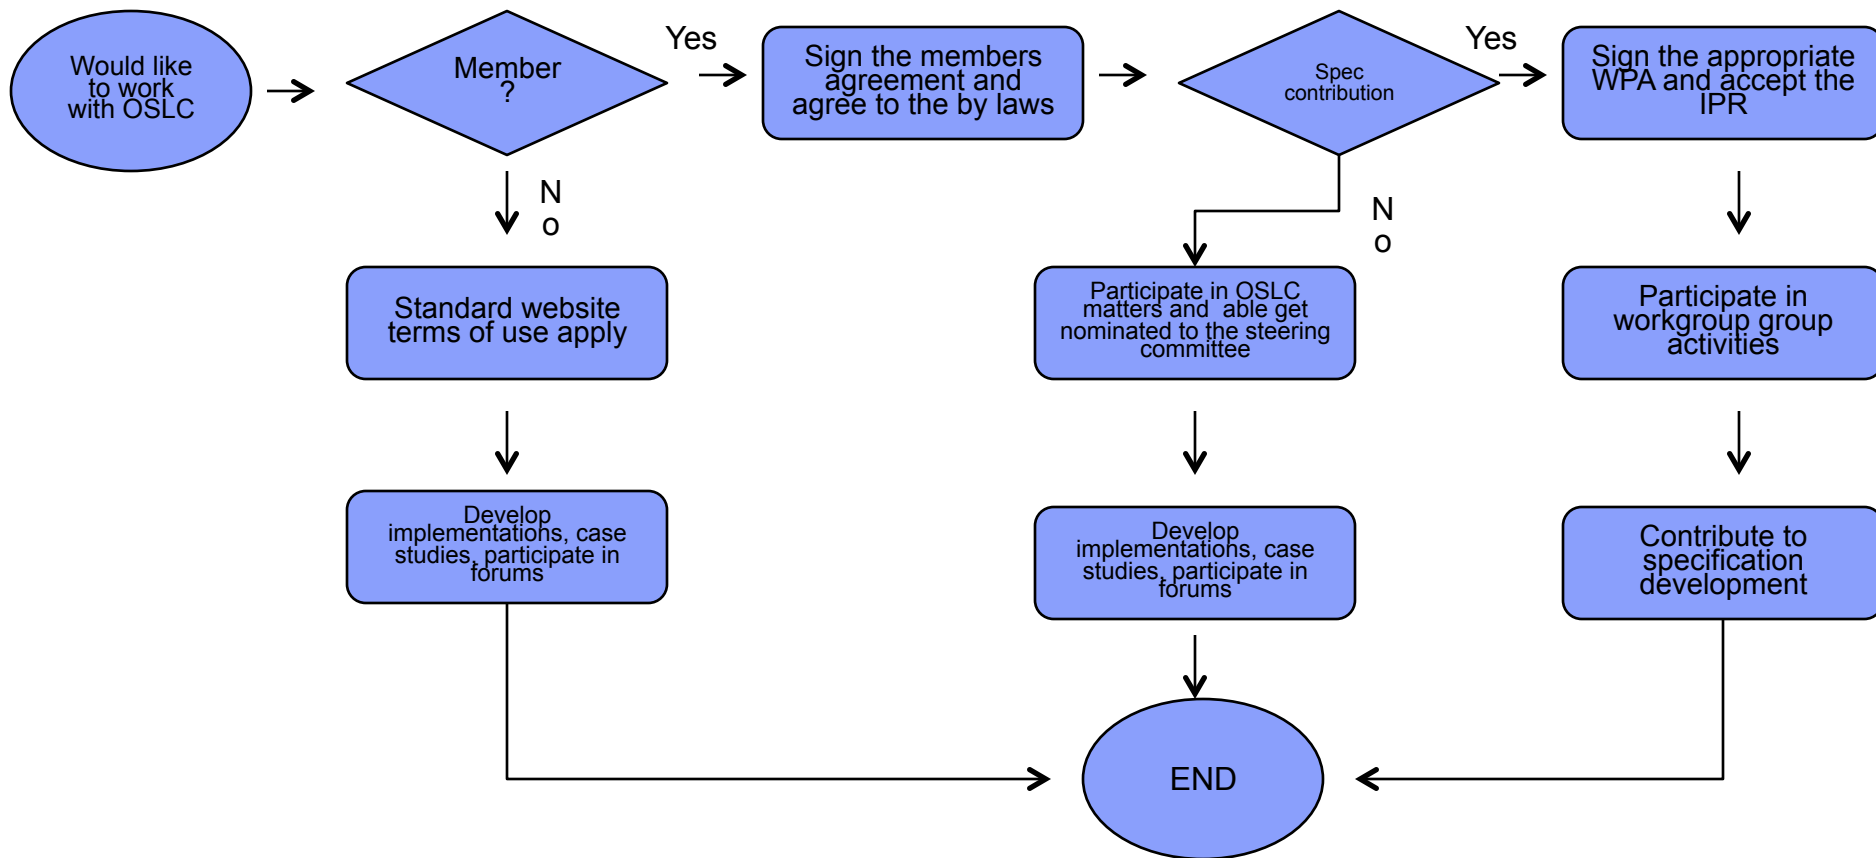 Would like
to work
with OSLC
Member
?
Yes
Sign the members
agreement and
agree to the by laws
Spec
contribution
Yes
Sign the appropriate
WPA and accept the
IPR
N
o
N
o
Standard website
terms of use apply
Participate in OSLC
matters and  able get
nominated to the steering
committee
Participate in
workgroup group
activities
Develop
implementations, case
studies, participate in
forums
Develop
implementations, case
studies, participate in
forums
Contribute to
specification
development
END